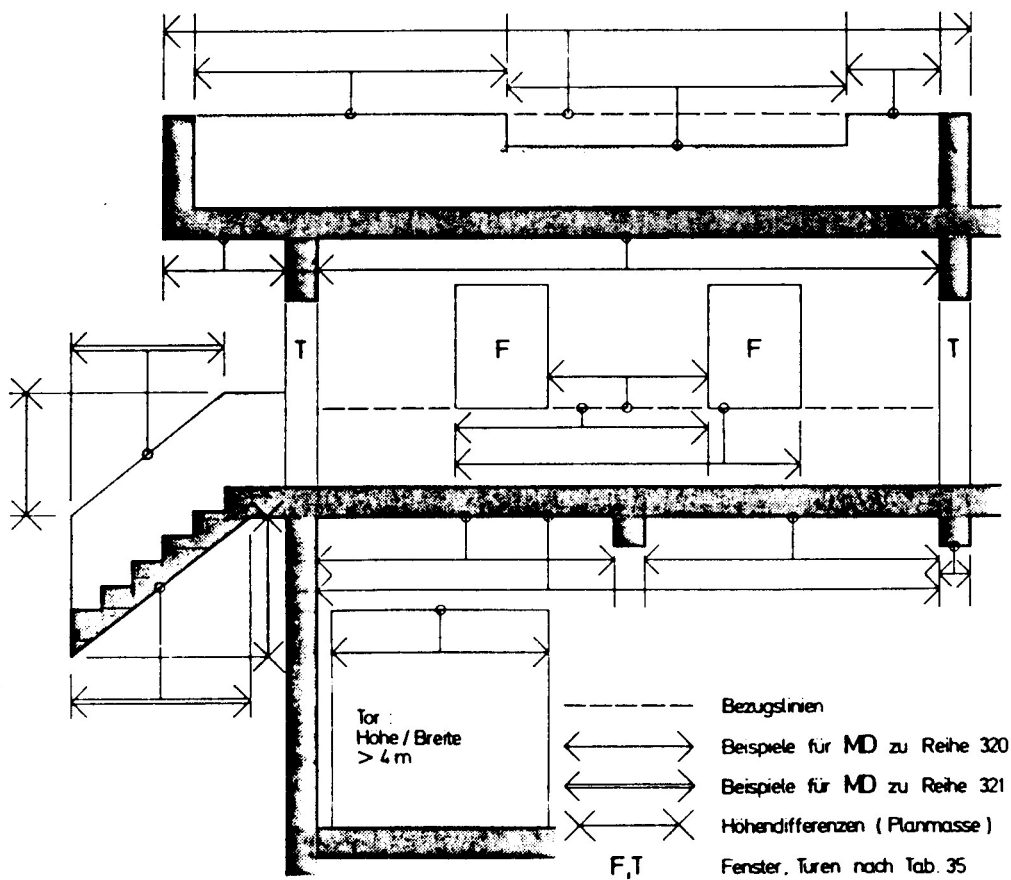 T
F
F
T
Tor :
Hohe / Breite
> 4 m
Bezugslinien
Beispiele für MD zu Reihe 320
Beispiele für MD zu Reihe 321
Höhendifferenzen ( Planmasse )
F,T Fenster, Turen nach Tab. 35